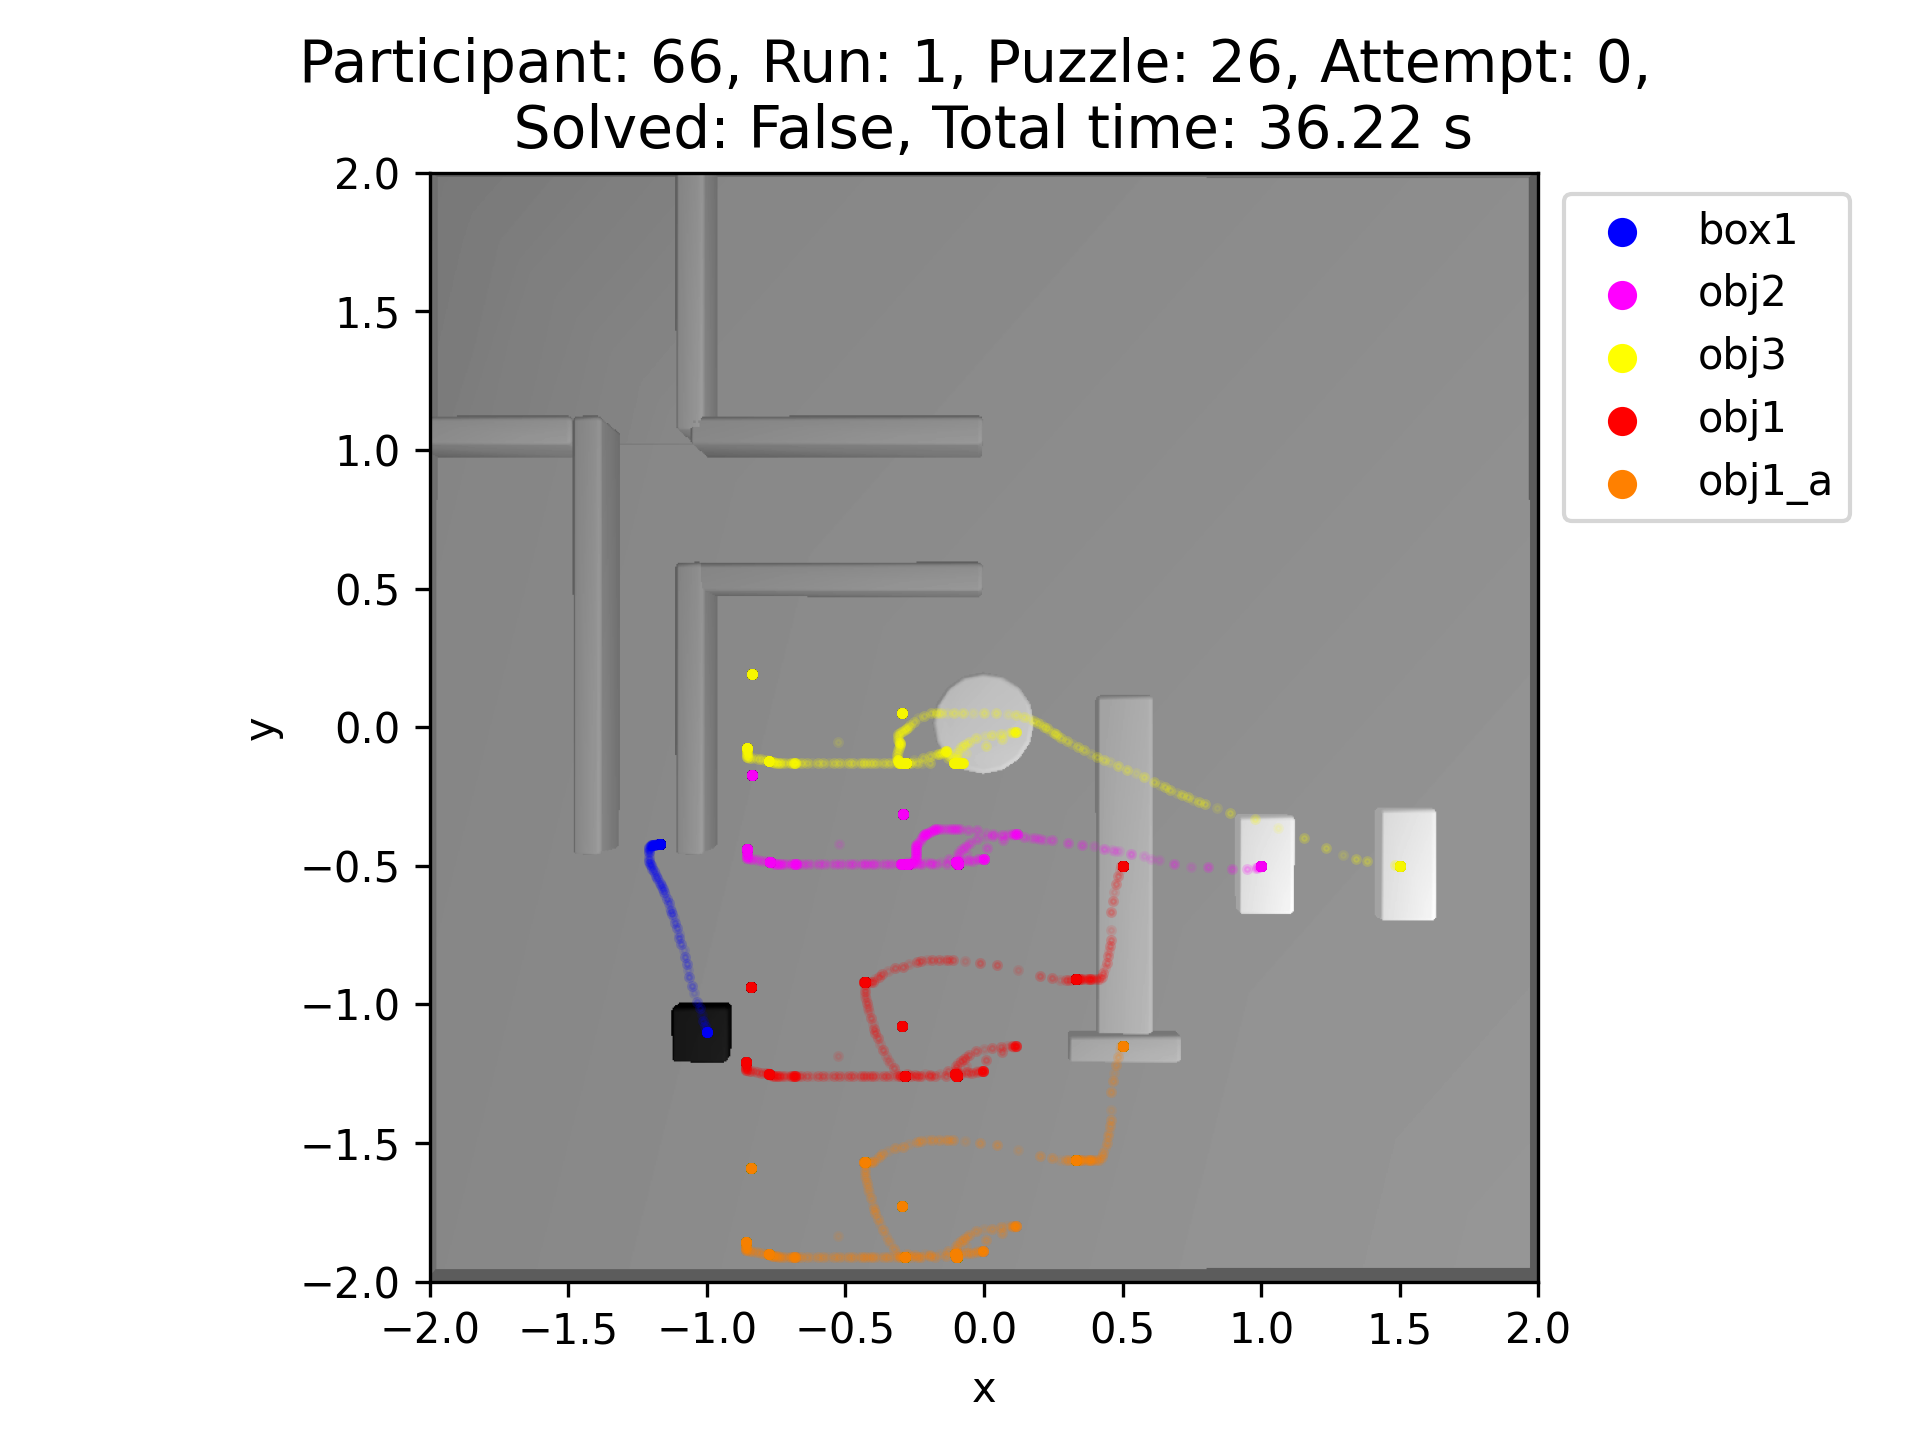 Participant: 66, Run: 1, Puzzle: 26, Attempt: 0,
Solved: False, Total time: 36.22 s
2.0
1.5
1.0
0.5
0.0
−0.5
−1.0
−1.5
−2.0
y
−2.0 −1.5 −1.0 −0.5 0.0 0.5 1.0 1.5 2.0
x
box1
obj2
obj3
obj1
obj1_a